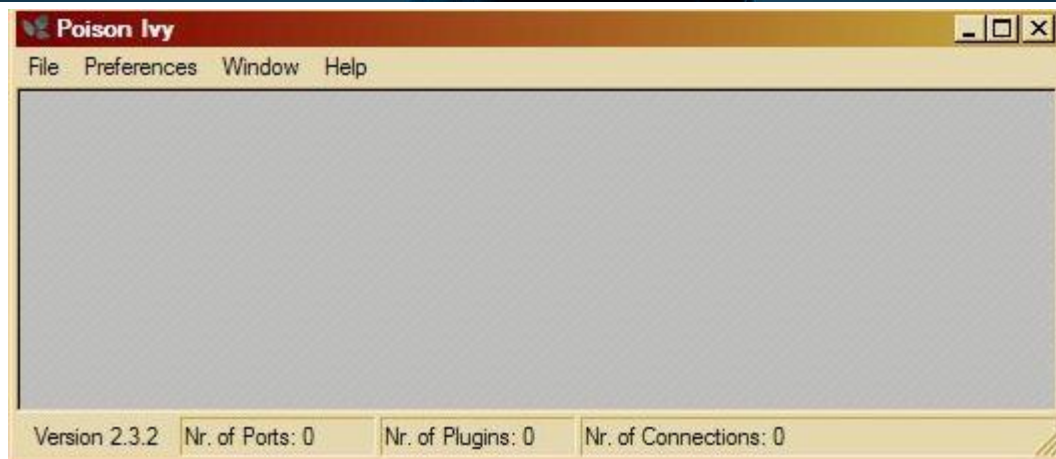 Poison Ivy
File Preferences Window Help
Version 2.3.2 Nr. of Ports: 0 Nr. of Plugins: 0 Nr. of Connections: 0